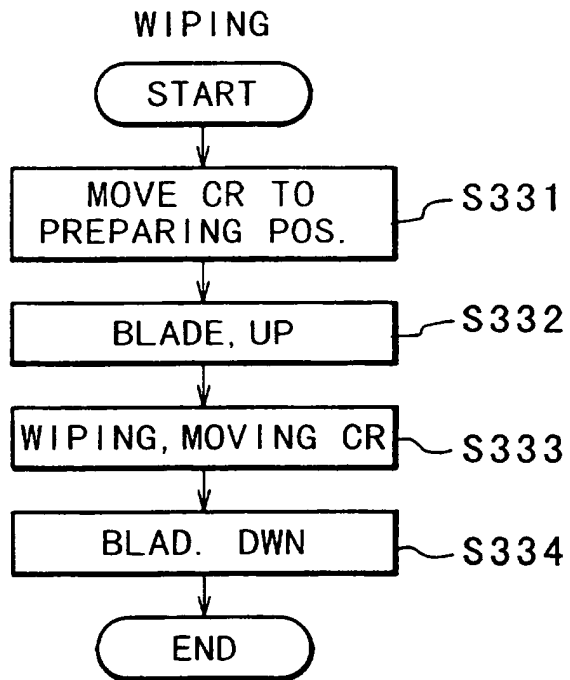 WIPING
START
MOVE CR TO
PREPARING POS.
S331
BLADE, UP
S332
WIPING, MOVING CR
S333
BLAD. DWN
S334
END